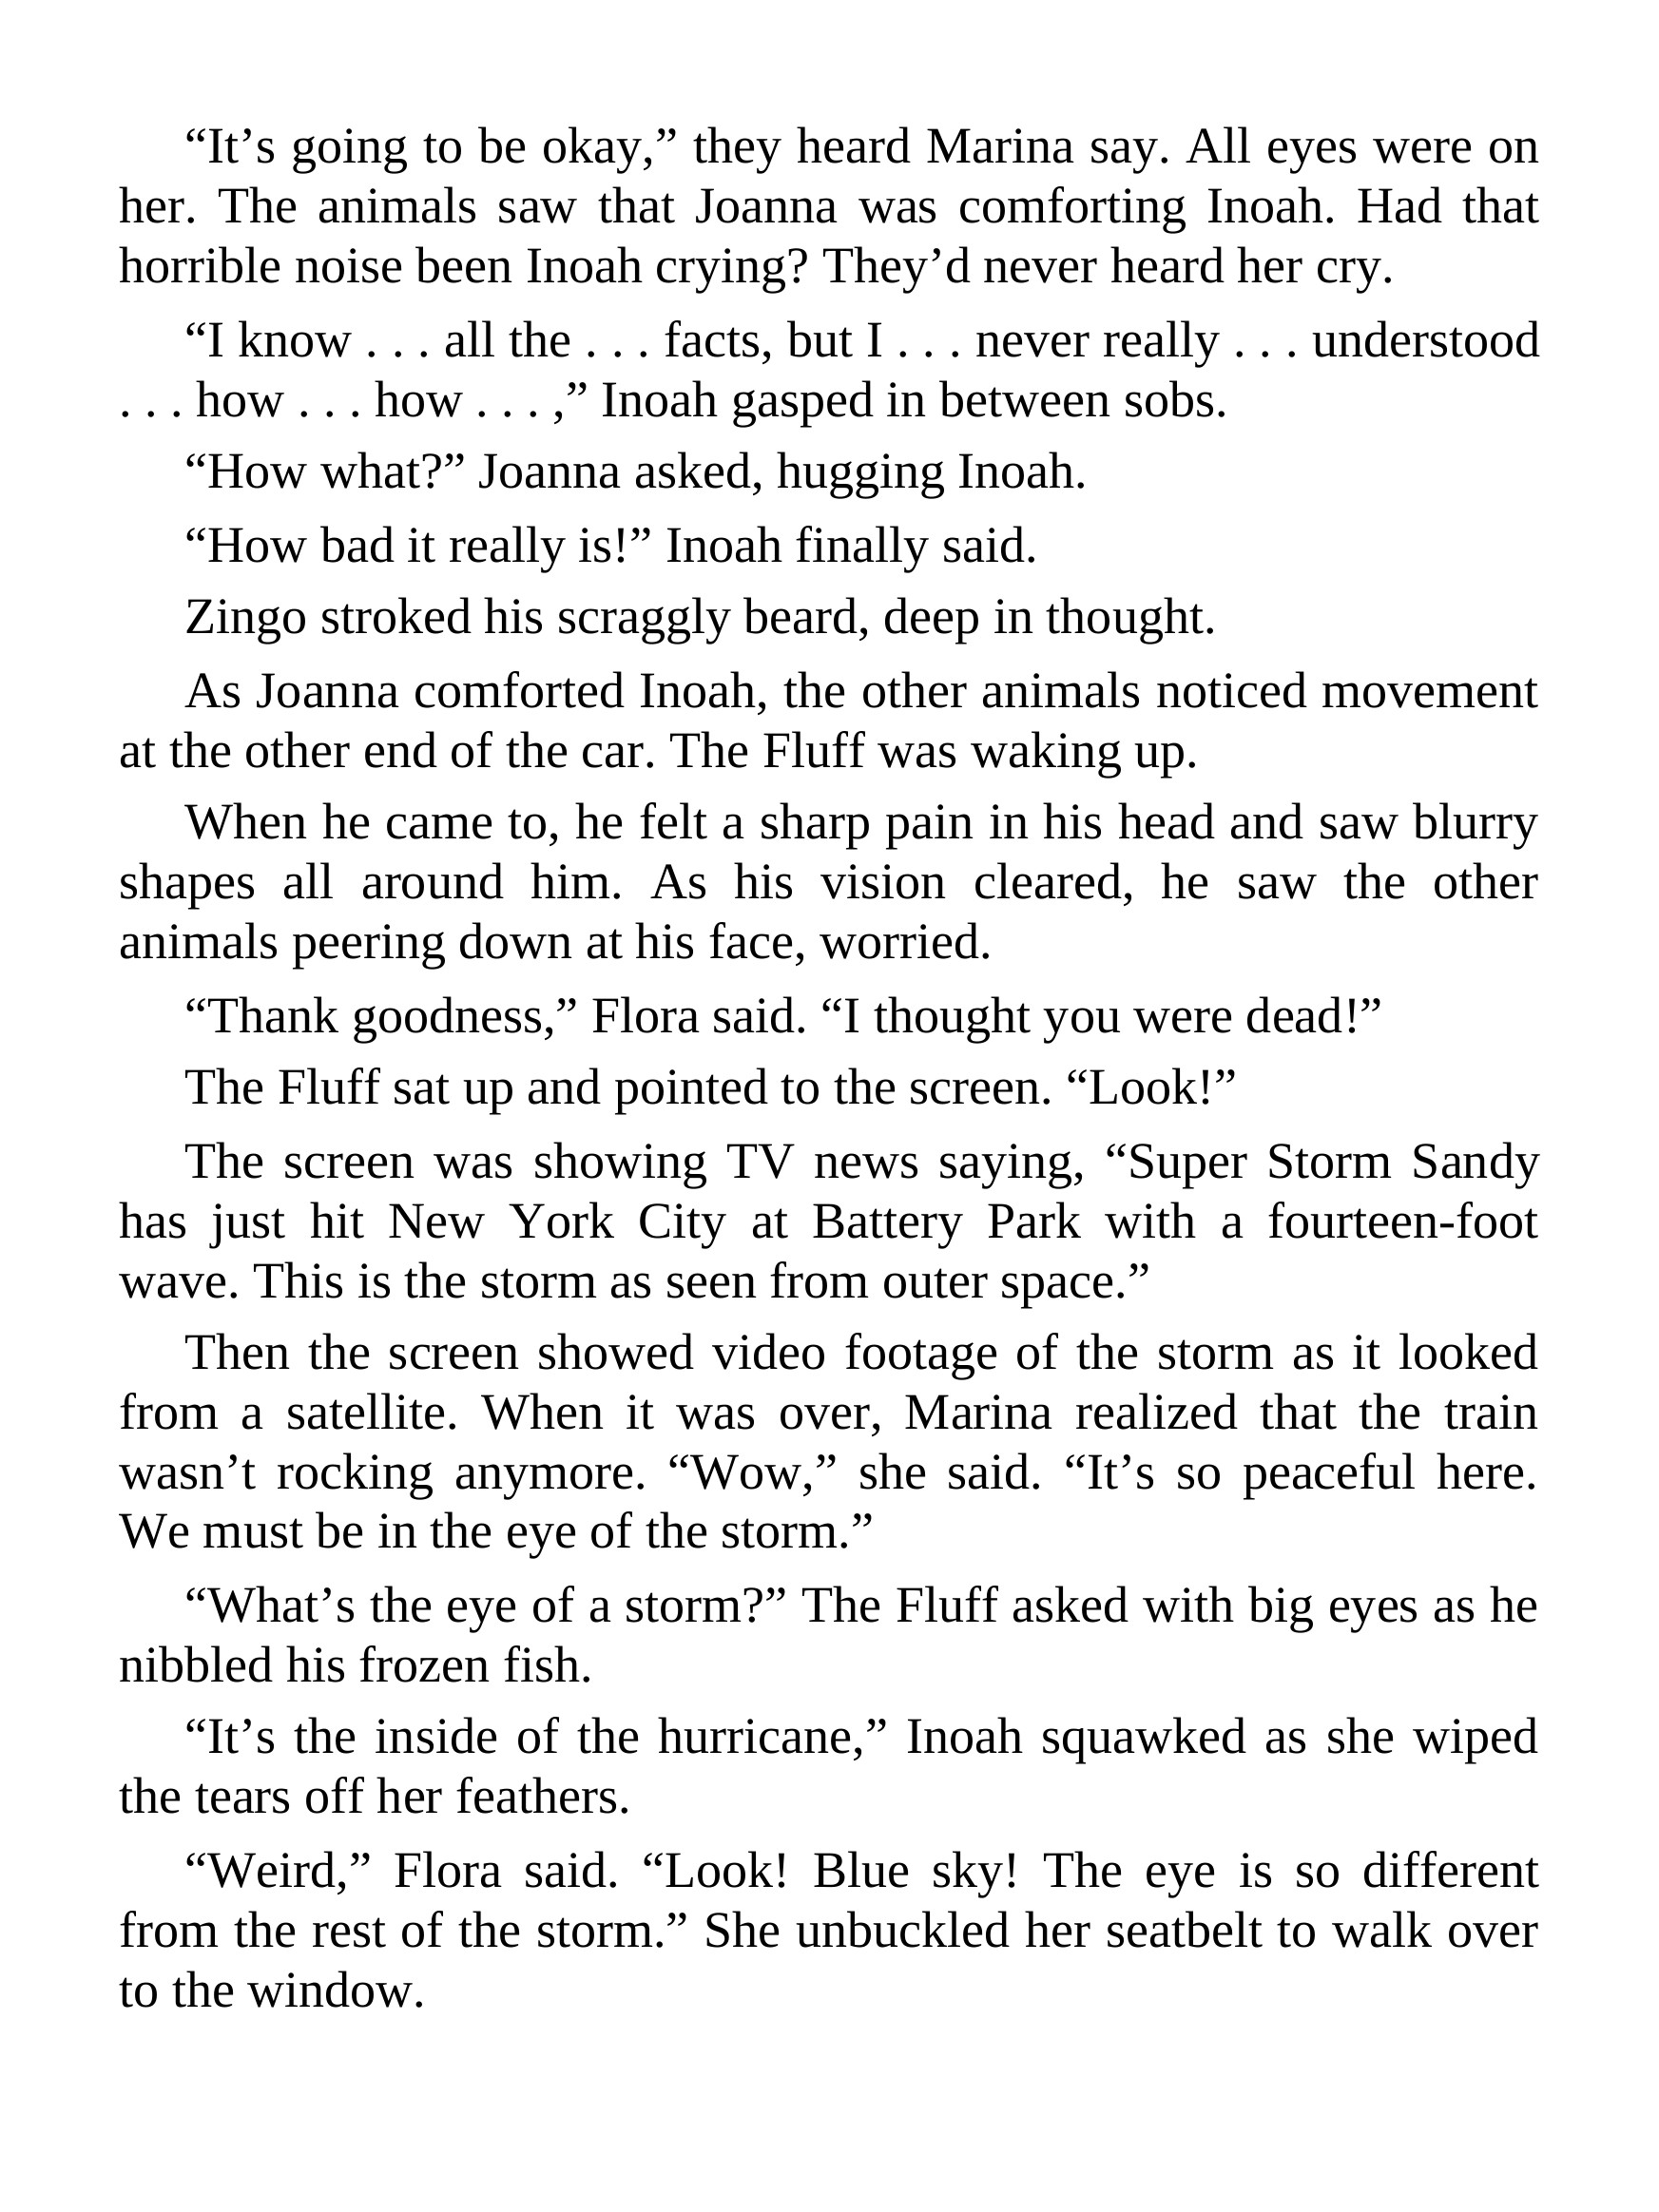 “It’s going to be okay,” they heard Marina say. All eyes were on
her. The animals saw that Joanna was comforting Inoah. Had that
horrible noise been Inoah crying? They’d never heard her cry.
“I know . . . all the . . . facts, but I . . . never really . . . understood
. . . how . . . how . . . ,” Inoah gasped in between sobs.
“How what?” Joanna asked, hugging Inoah.
“How bad it really is!” Inoah finally said.
Zingo stroked his scraggly beard, deep in thought.
As Joanna comforted Inoah, the other animals noticed movement
at the other end of the car. The Fluff was waking up.
When he came to, he felt a sharp pain in his head and saw blurry
shapes all around him. As his vision cleared, he saw the other
animals peering down at his face, worried.
“Thank goodness,” Flora said. “I thought you were dead!”
The Fluff sat up and pointed to the screen. “Look!”
The screen was showing TV news saying, “Super Storm Sandy
has just hit New York City at Battery Park with a fourteen-foot
wave. This is the storm as seen from outer space.”
Then the screen showed video footage of the storm as it looked
from a satellite. When it was over, Marina realized that the train
wasn’t rocking anymore. “Wow,” she said. “It’s so peaceful here.
We must be in the eye of the storm.”
“What’s the eye of a storm?” The Fluff asked with big eyes as he
nibbled his frozen fish.
“It’s the inside of the hurricane,” Inoah squawked as she wiped
the tears off her feathers.
“Weird,” Flora said. “Look! Blue sky! The eye is so different
from the rest of the storm.” She unbuckled her seatbelt to walk over
to the window.